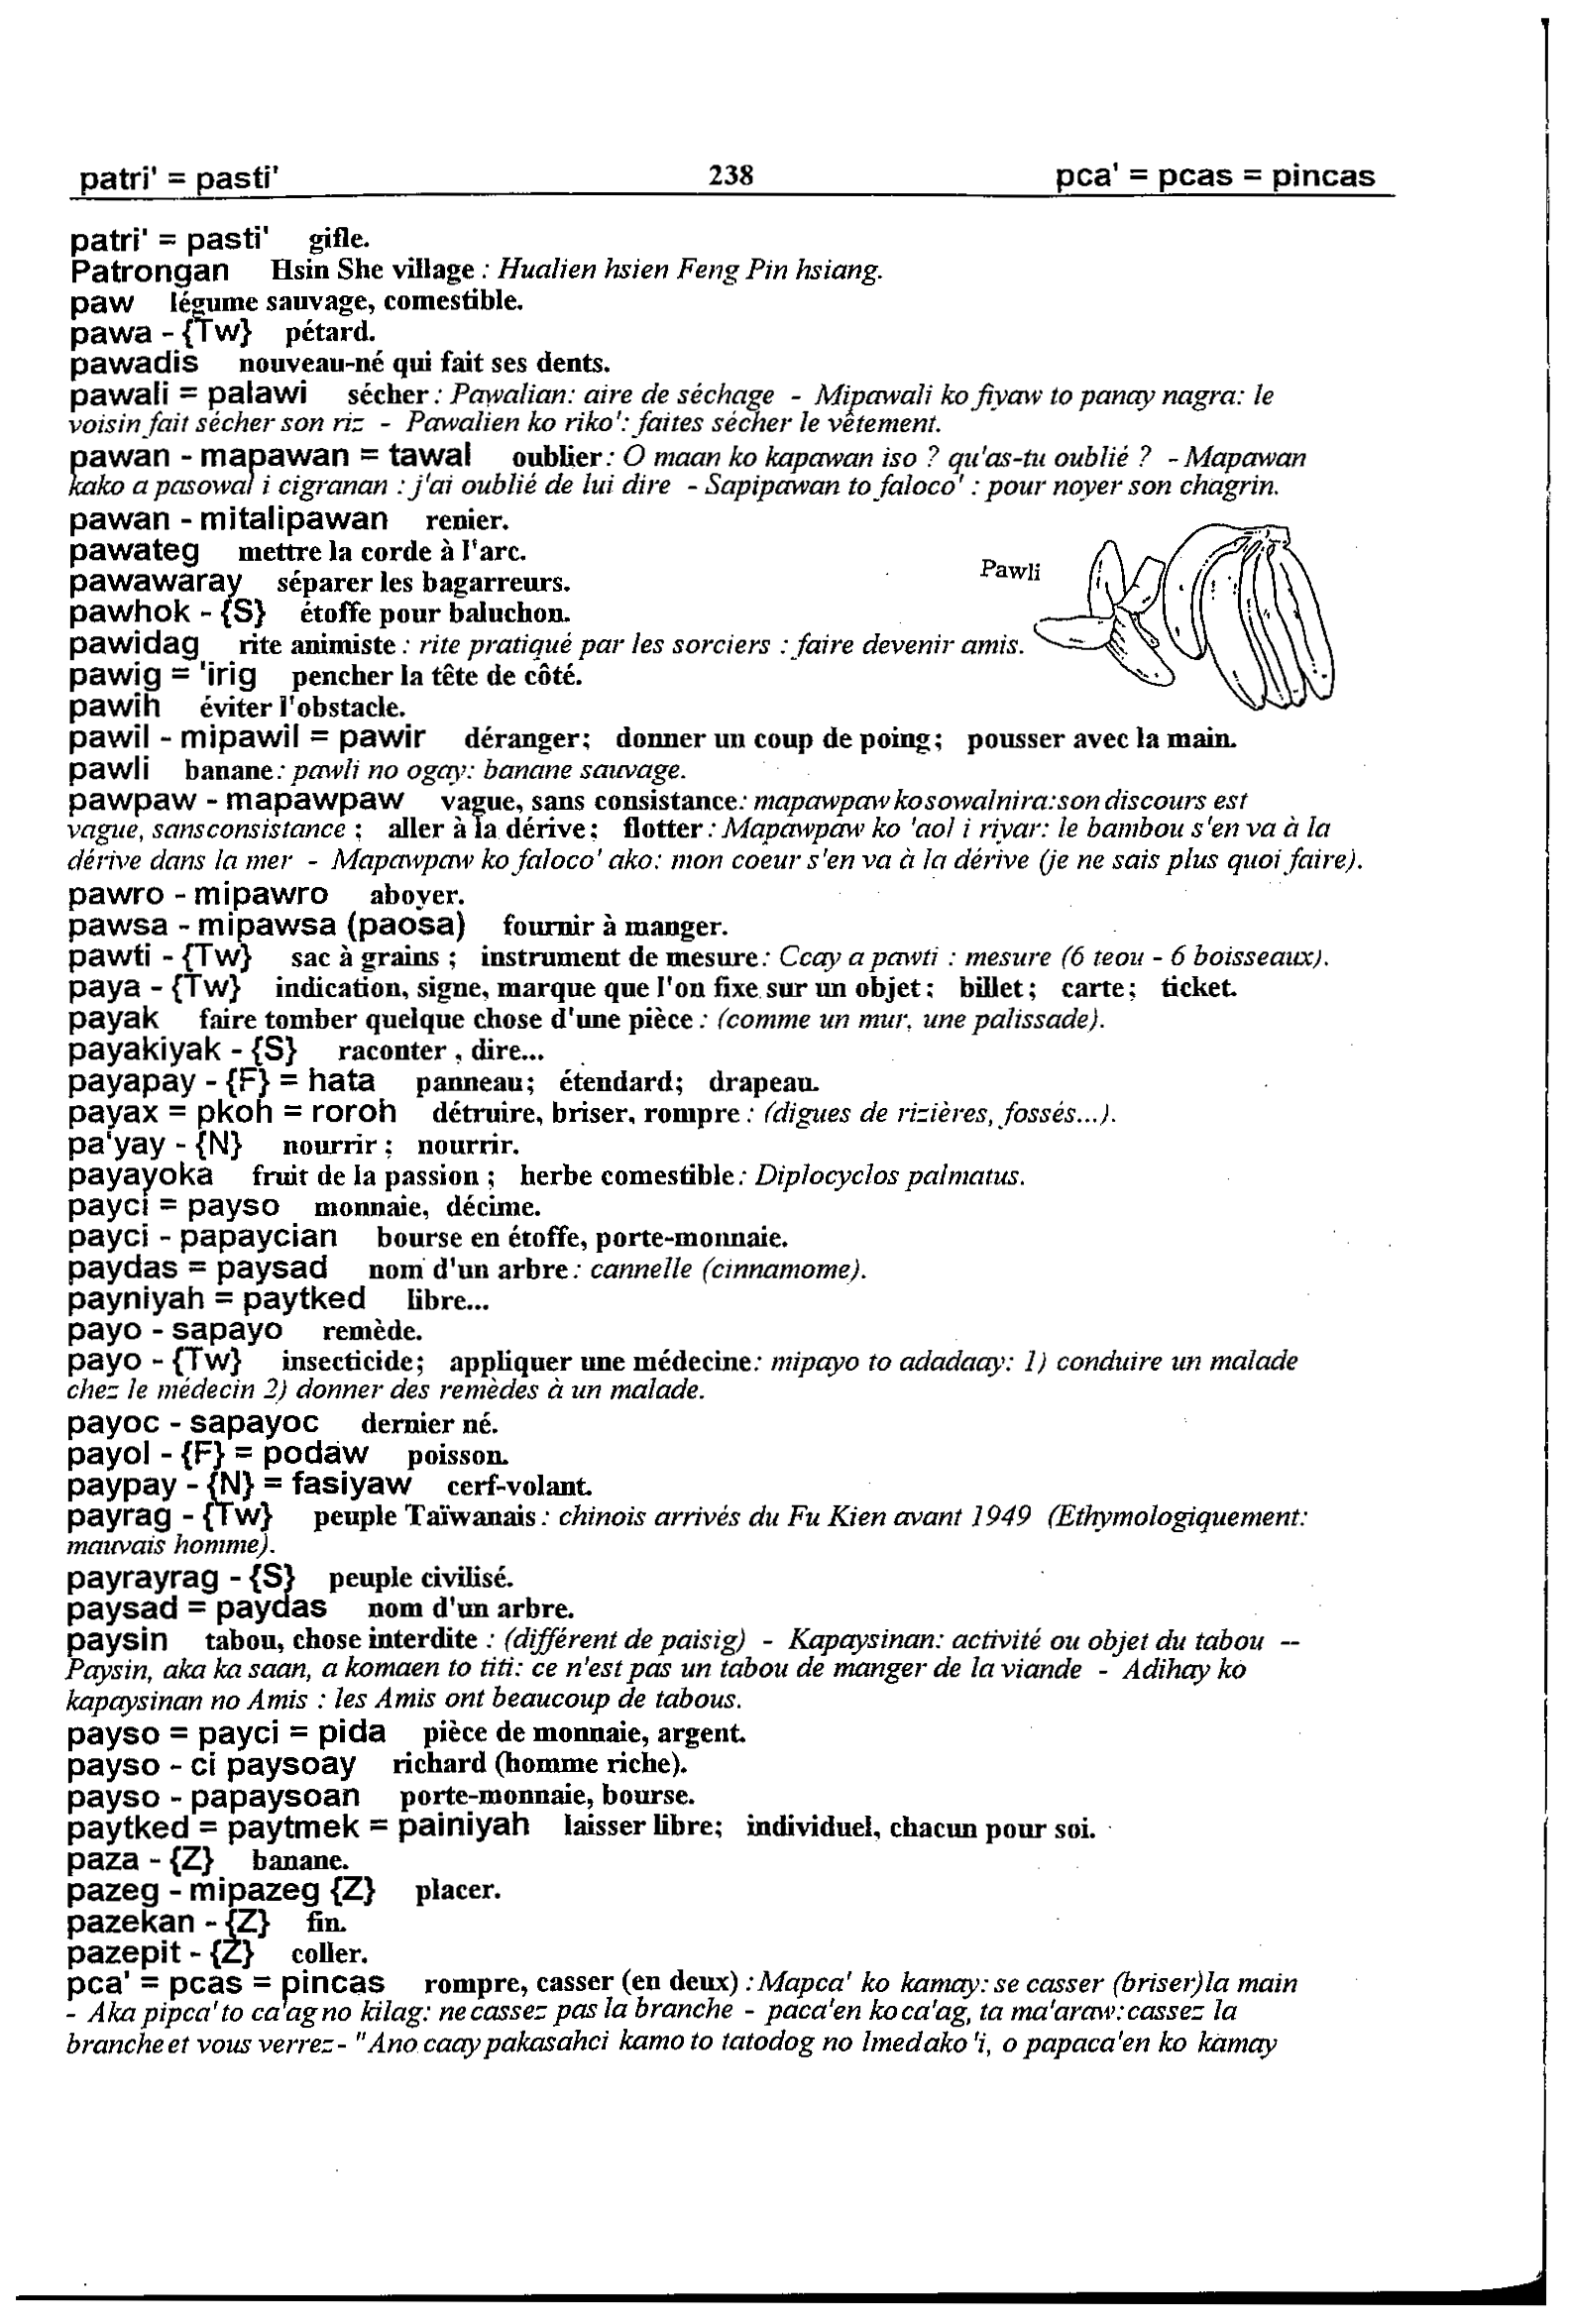 patri' = pasti' 238 pca' = pcas = pincas
patri' = pasti' gifle.
Patrongan Hsin She village : Hualien hsien Feng Pin hsiang.
paw légume sauvage, comestible.
pawa - {Tw} pétard.
pawadis nouveau-né qui fait ses dents.
pawali = palawi sécher : Pawalian: aire de séchage - Mipawali ko fiyaw to panay nagra: le
voisin fait sécher son riz - Pawalien ko riko': faites sécher le vêtement.
pawan - mapawan = tawal oublier : O maan ko kapawan iso ? qu'as-tu oublié ? - Mapawan
kako a pasowal i cigranan : j'ai oublié de lui dire - Sapipawan to faloco' : pour noyer son chagrin.
pawan - mitalipawan renier.
pawateg mettre la corde à l'arc.
Pawli
pawawaray séparer les bagarreurs.
pawhok - {S} étoffe pour baluchon.
pawidag rite animiste : rite pratiqué par les sorciers : faire devenir amis.
pawig = 'irig pencher la tête de côté.
pawih éviter l'obstacle.
pawil - mipawil = pawir déranger; donner un coup de poing; pousser avec la main.
pawli banane: pawli no ogay: banane sauvage.
pawpaw - mapawpaw vague, sans consistance: mapawpaw ko sowal nira: son discours est
vague, sans consistance ; aller à la dérive; flotter : Mapawpaw ko 'aol i riyar: le bambou s'en va à la
dérive dans la mer - Mapawpaw ko faloco' ako: mon coeur s'en va à la dérive (je ne sais plus quoi faire).
pawro - mipawro aboyer.
pawsa - mipawsa (paosa) fournir à manger.
pawti - {Tw} sac à grains ; instrument de mesure: Ccay a pawti : mesure (6 teou - 6 boisseaux).
paya - {Tw} indication, signe, marque que l'on fixe sur un objet; billet; carte; ticket.
payak faire tomber quelque chose d'une pièce : (comme un mur, une palissade).
payakiyak - {S} raconter , dire...
payapay - {F} = hata panneau; étendard; drapeau.
payax = pkoh = roroh détruire, briser, rompre : (digues de rizières, fossés...).
pa'yay - {N} nourrir ; nourrir.
payayoka fruit de la passion ; herbe comestible: Diplocyclos palmatus.
payci = payso monnaie, décime.
payci - papaycian bourse en étoffe, porte-monnaie.
paydas = paysad nom d'un arbre: cannelle (cinnamome).
payniyah = paytked libre...
payo - sapayo remède.
payo - {Tw} insecticide; appliquer une médecine: mipayo to adadaay: 1) conduire un malade
chez le médecin 2) donner des remèdes à un malade.
payoc - sapayoc dernier né.
payol - {F} = podaw poisson.
paypay - {N} = fasiyaw cerf-volant.
payrag - {Tw} peuple Taïwanais : chinois arrivés du Fu Kien avant 1949 (Ethymologiquement:
mauvais homme).
payrayrag - {S} peuple civilisé.
paysad = paydas nom d'un arbre.
paysin tabou, chose interdite : (différent de paisig) - Kapaysinan: activité ou objet du tabou --
Paysin, aka ka saan, a komaen to titi: ce n'est pas un tabou de manger de la viande - Adihay ko
kapaysinan no Amis : les Amis ont beaucoup de tabous.
payso = payci = pida pièce de monnaie, argent.
payso - ci paysoay richard (homme riche).
payso - papaysoan porte-monnaie, bourse.
paytked = paytmek = painiyah laisser libre; individuel, chacun pour soi.
paza - {Z} banane.
pazeg - mipazeg {Z} placer.
pazekan - {Z} fin.
pazepit - {Z} coller.
pca' = pcas = pincas rompre, casser (en deux) : Mapca' ko kamay: se casser (briser) la main
- Aka pipca' to ca'ag no kilag: ne cassez pas la branche - paca'en ko ca'ag, ta ma'araw: cassez la
branche et vous verrez - "Ano caay pakasahci kamo to tatodog no lmed ako 'i, o papaca'en ko kamay